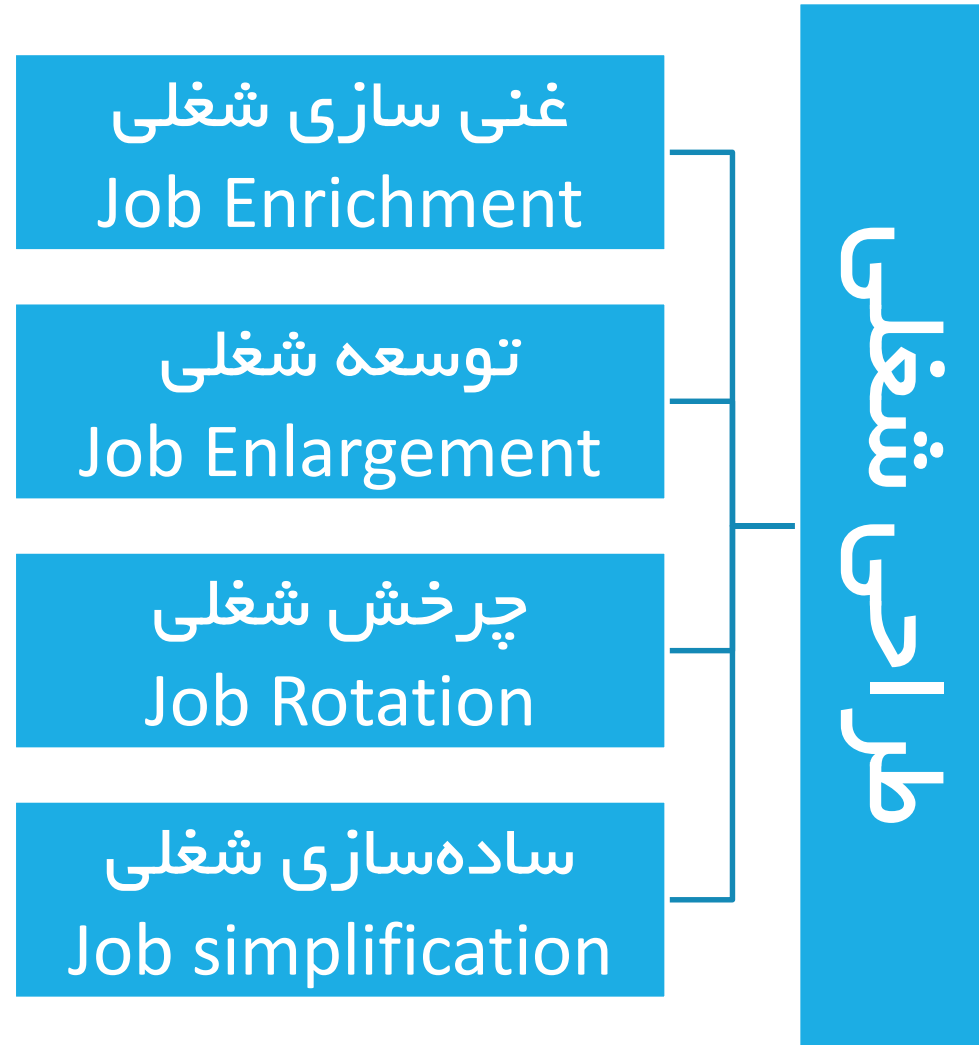 طراحی شغلی
غنی سازی شغلی
Job Enrichment
توسعه شغلی
Job Enlargement
چرخش شغلی
Job Rotation
ساده‌سازی شغلی
Job simplification